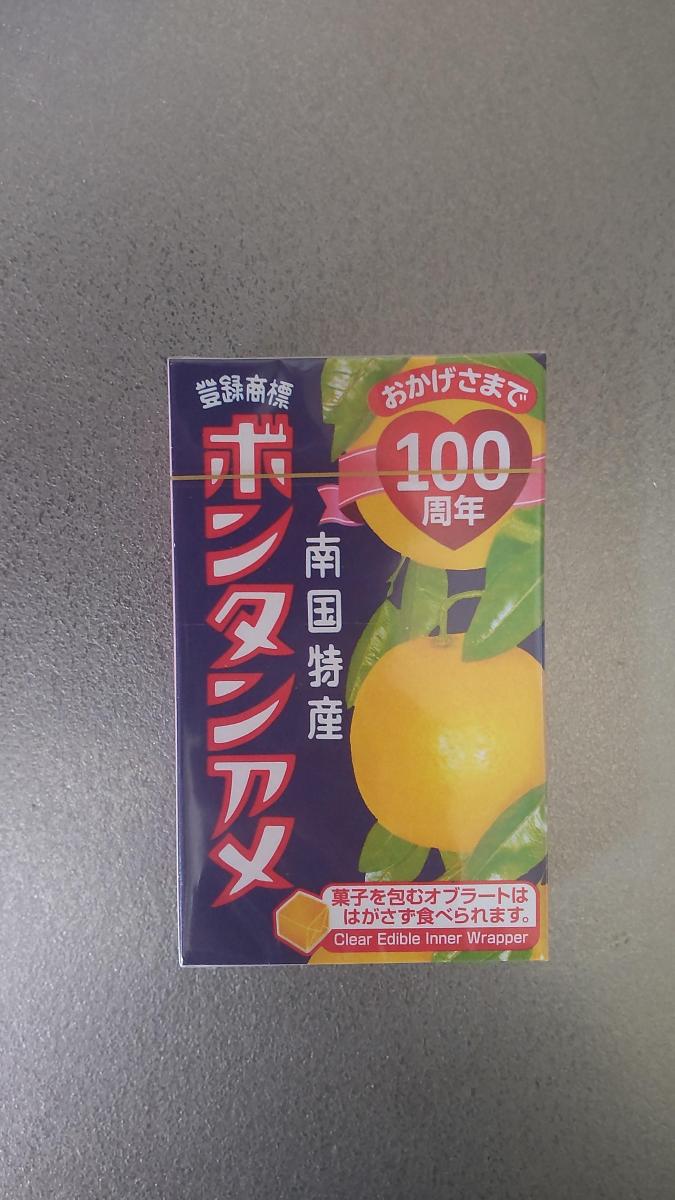 登録商標
ボンタンアメ
南国特産
おかげさまで
100
周年
菓子を包むオブラートは
はがさず食べられます。
Clear Edible Inner Wrapper